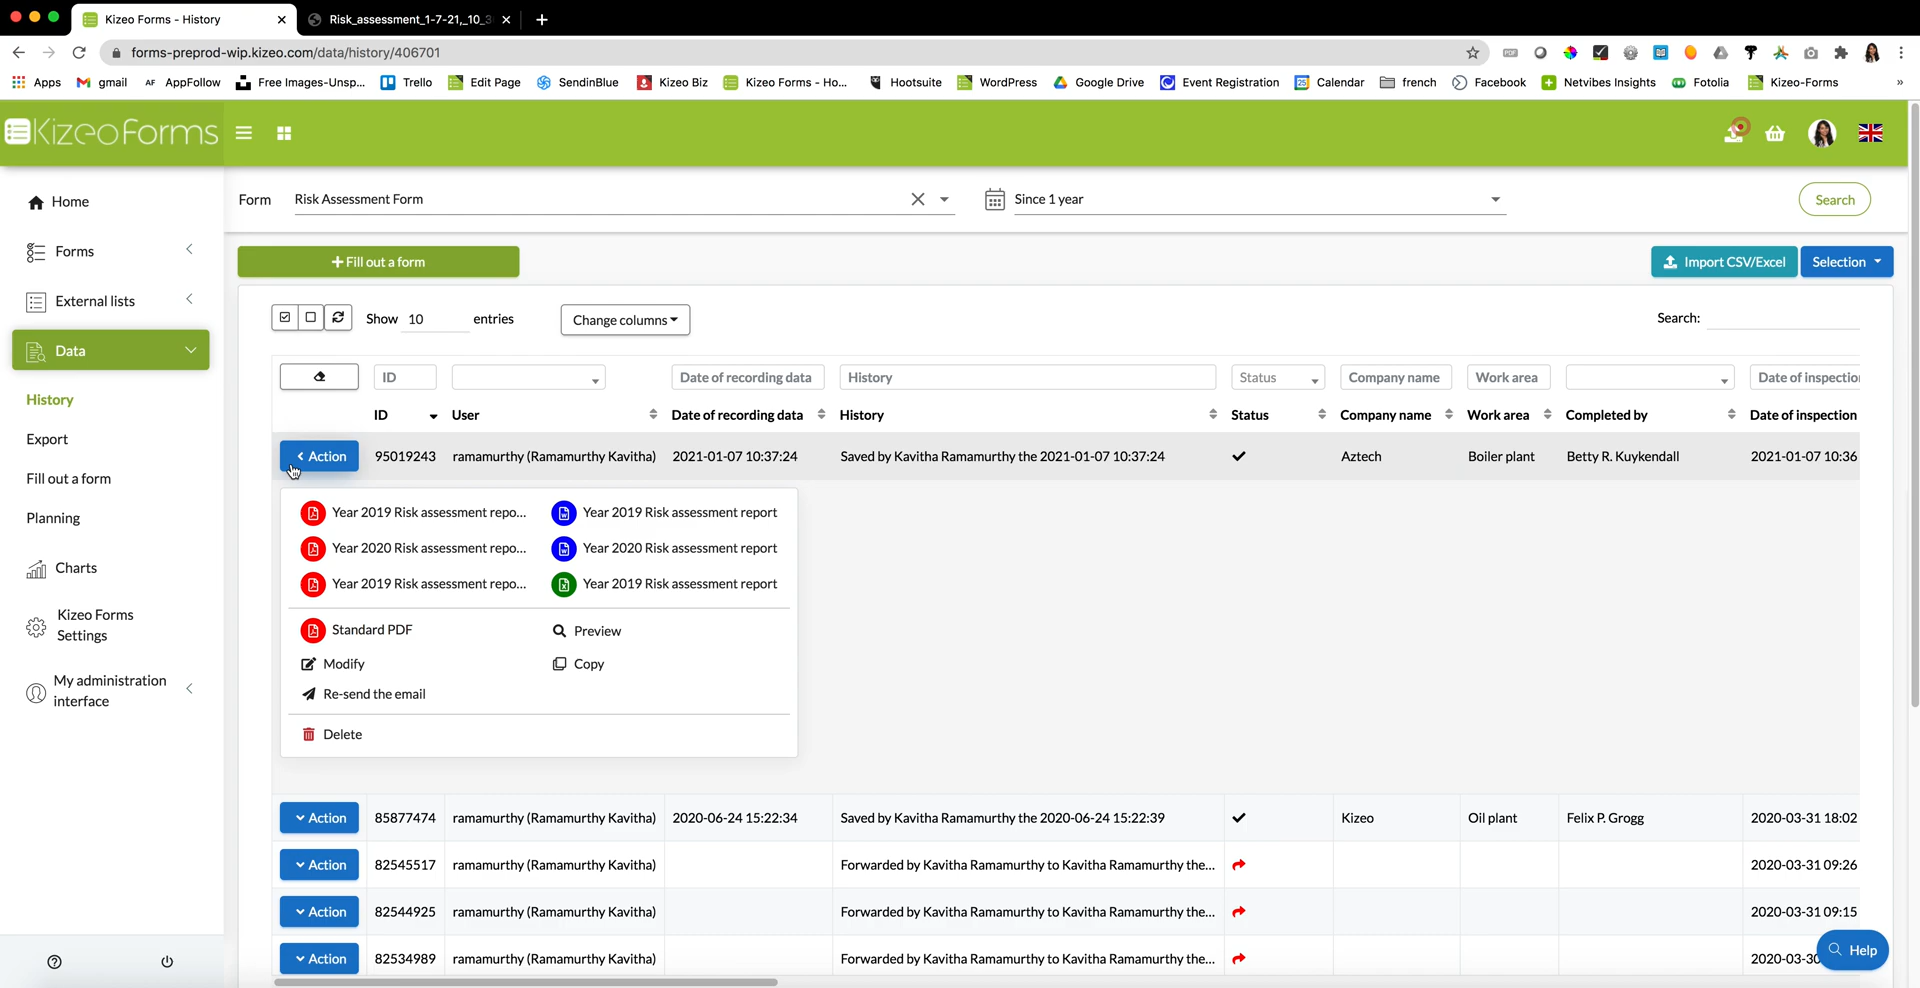 Kizeo Forms - History
Risk_assessment_1-7-21,_10_3
forms-preprod-wip.kizeo.com/data/history/406701
Apps gmail AF AppFollow Free Images-Unsp... Trello Edit Page SendinBlue Kizeo Biz Kizeo Forms - Ho... Hootsuite WordPress Google Drive Event Registration Calendar french Facebook Netvibes Insights Fotolia Kizeo-Forms »
KizeoForms
Home
Forms
External lists
Data
History
Export
Fill out a form
Planning
Charts
Kizeo Forms
Settings
My administration
interface
Form Risk Assessment Form Since 1 year Search
+ Fill out a form Import CSV/Excel Selection
Show 10 entries Change columns Search:
ID Date of recording data History Status Company name Work area Date of inspectio
ID User Date of recording data History Status Company name Work area Completed by Date of inspection
Action 95019243 ramamurthy (Ramamurthy Kavitha) 2021-01-07 10:37:24 Saved by Kavitha Ramamurthy the 2021-01-07 10:37:24 Aztech Boiler plant Betty R. Kuykendall 2021-01-07 10:36
Year 2019 Risk assessment repo... Year 2019 Risk assessment report
Year 2020 Risk assessment repo... Year 2020 Risk assessment report
Year 2019 Risk assessment repo... Year 2019 Risk assessment report
Standard PDF Preview
Modify Copy
Re-send the email
Delete
Action 85877474 ramamurthy (Ramamurthy Kavitha) 2020-06-24 15:22:34 Saved by Kavitha Ramamurthy the 2020-06-24 15:22:39 Kizeo Oil plant Felix P. Grogg 2020-03-31 18:02
Action 82545517 ramamurthy (Ramamurthy Kavitha) Forwarded by Kavitha Ramamurthy to Kavitha Ramamurthy the... 2020-03-31 09:26
Action 82544925 ramamurthy (Ramamurthy Kavitha) Forwarded by Kavitha Ramamurthy to Kavitha Ramamurthy the... 2020-03-31 09:15
Action 82534989 ramamurthy (Ramamurthy Kavitha) Forwarded by Kavitha Ramamurthy to Kavitha Ramamurthy the... 2020-03-30
Help